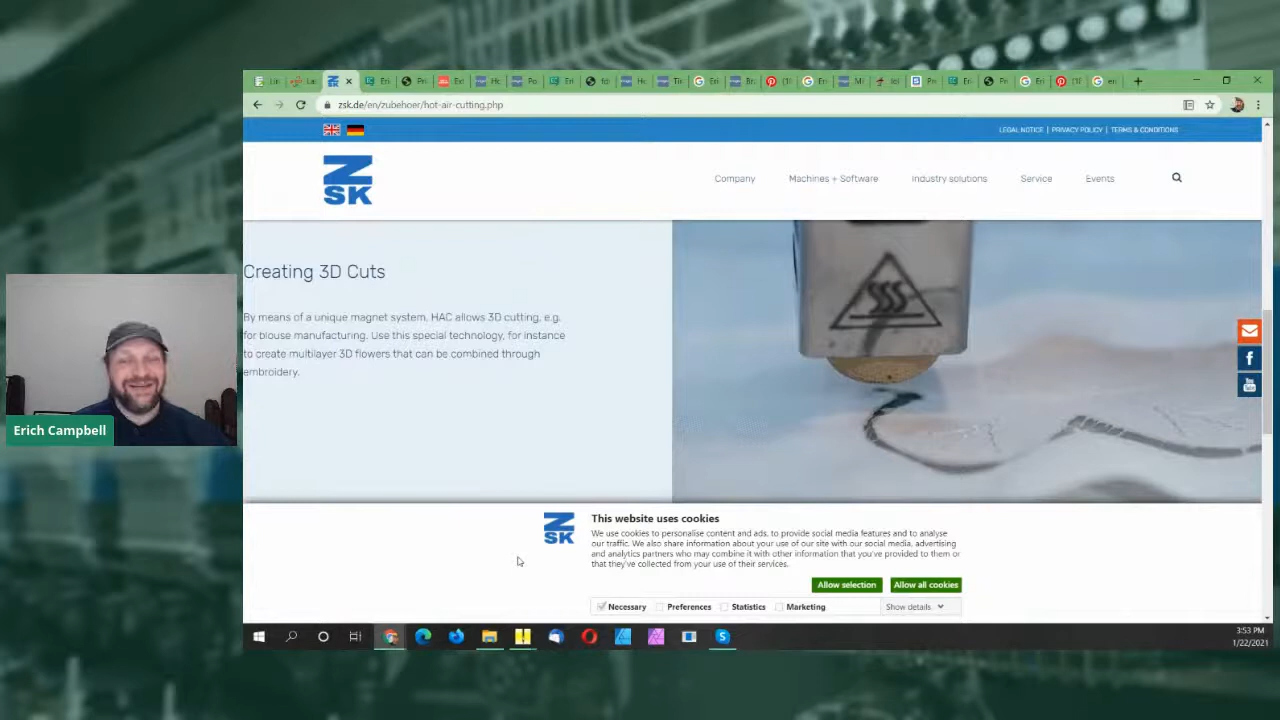 zsk.de/en/zubehoer/hot-air-cutting.php
LEGAL NOTICE | PRIVACY POLICY | TERMS & CONDITIONS
Z
SK
Company
Machines + Software
Industry solutions
Service
Events
Creating 3D Cuts
By means of a unique magnet system, HAC allows 3D cutting, e.g.
for blouse manufacturing. Use this special technology, for instance
to create multilayer 3D flowers that can be combined through
embroidery.
Erich Campbell
Z
SK
This website uses cookies
We use cookies to personalise content and ads, to provide social media features and to analyse
our traffic. We also share information about your use of our site with our social media, advertising
and analytics partners who may combine it with other information that you've provided to them or
that they've collected from your use of their services.
Allow selection
Allow all cookies
Necessary
Preferences
Statistics
Marketing
Show details
3:53 PM
1/22/2021